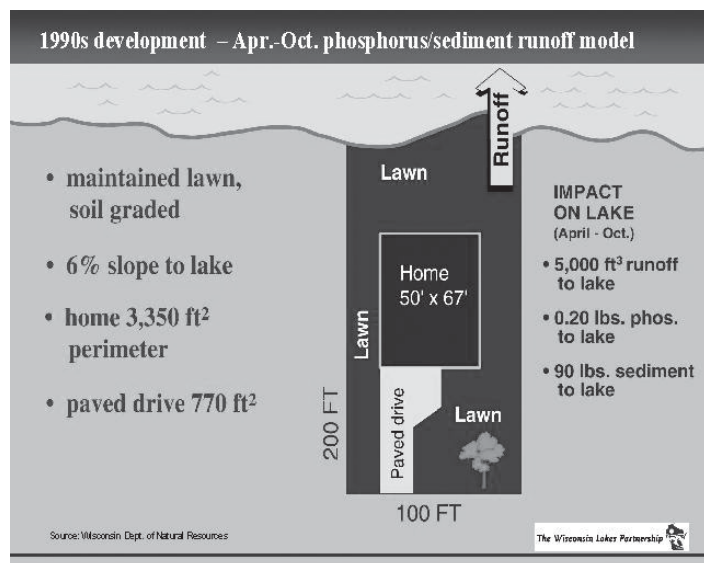 1990s development – Apr.-Oct. phosphorus/sediment runoff model
Runoff
Lawn
• maintained lawn,
soil graded
• 6% slope to lake
• home 3,350 ft²
perimeter
• paved drive 770 ft²
Home
50' x 67'
Lawn
Paved drive
Lawn
200 FT
100 FT
IMPACT
ON LAKE
(April - Oct.)
• 5,000 ft³ runoff
to lake
• 0.20 lbs. phos.
to lake
• 90 lbs. sediment
to lake
Source: Wisconsin Dept. of Natural Resources
The Wisconsin Lakes Partnership